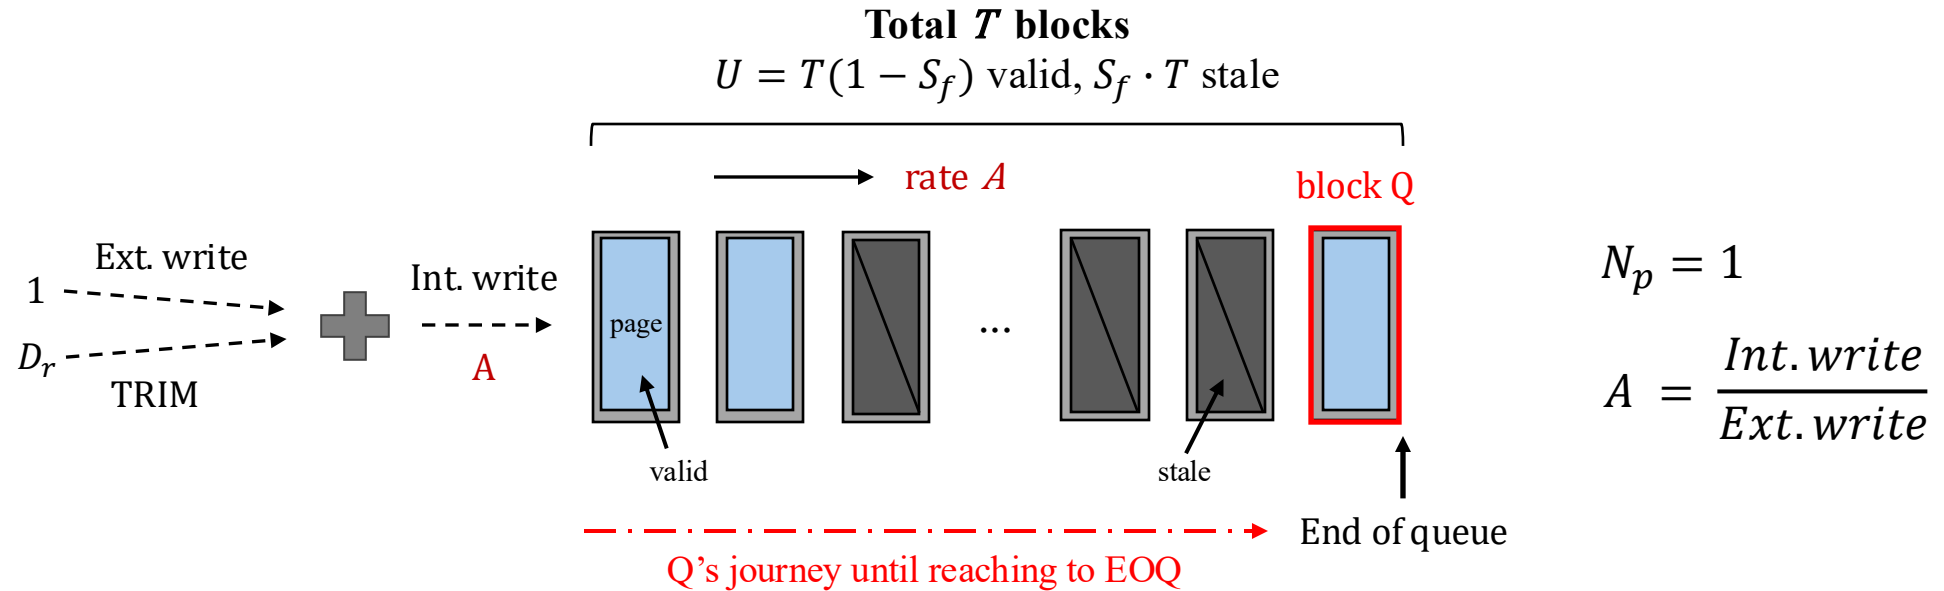 Total T blocks
U = T(1 − S_f) valid, S_f · T stale
rate A
block Q
Ext. write
1
D_r
TRIM
Int. write
A
page
...
valid
stale
End of queue
Q's journey until reaching to EOQ
N_p = 1
A = Int. write / Ext. write